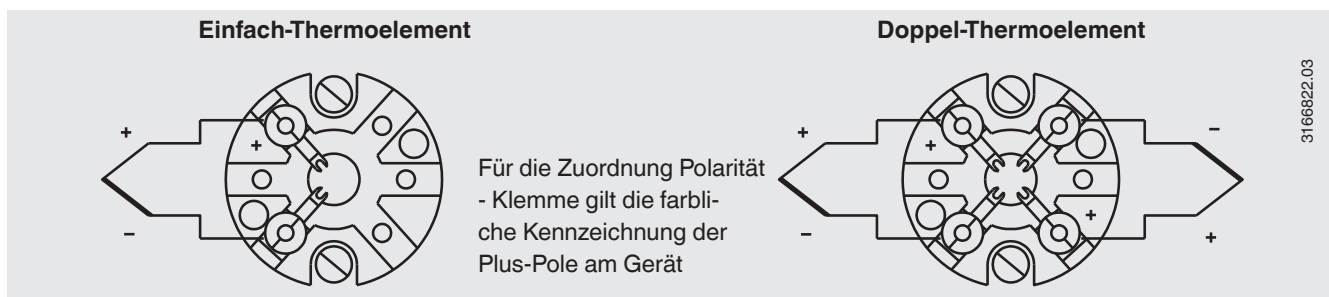 Einfach-Thermoelement
Doppel-Thermoelement
3166822.03
+
+
-
Für die Zuordnung Polarität
- Klemme gilt die farbli-
che Kennzeichnung der
Plus-Pole am Gerät
+
+
-
-
+
+